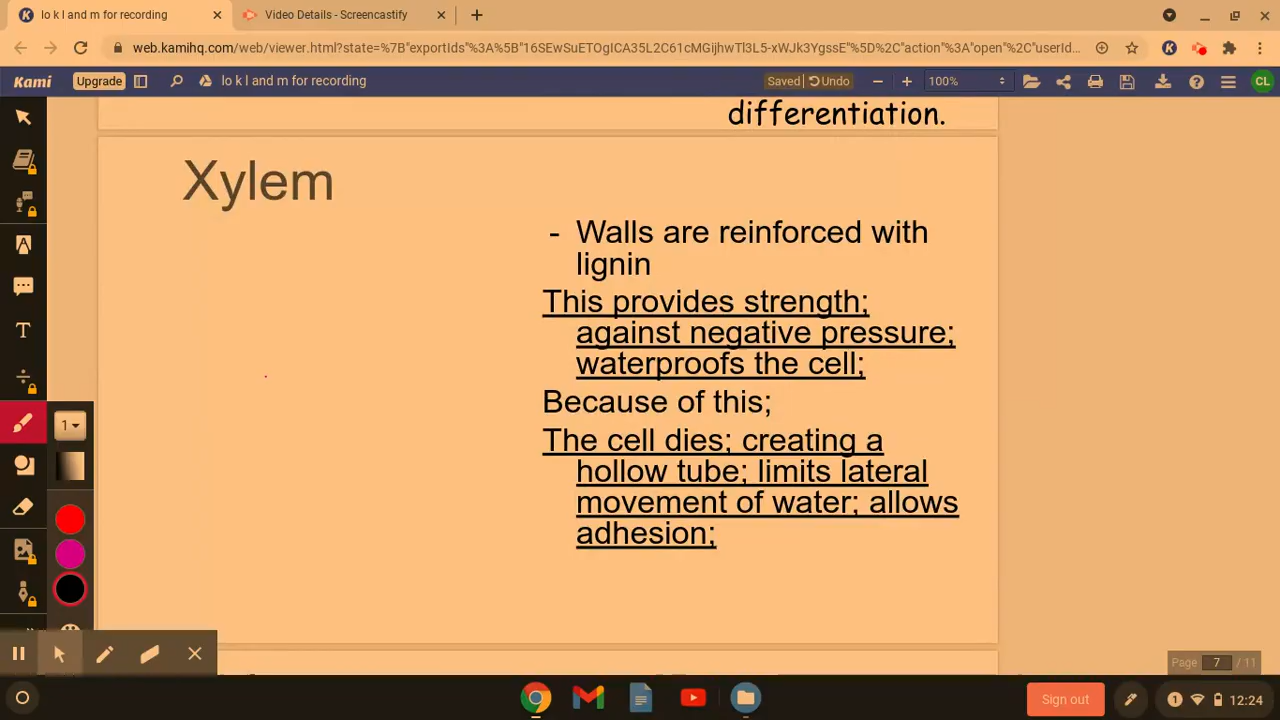 lo k l and m for recording
Video Details - Screencastify
web.kamihq.com/web/viewer.html?state=%7B"exportIds"%3A%5B"16SEwSuETOgICA35L2C61cMGijhwTl3L5-xWJk3YgssE"%5D%2C"action"%3A"open"%2C"userId...
Kami
Upgrade
lo k l and m for recording
Saved
Undo
100%
differentiation.
Xylem
- Walls are reinforced with
lignin
This provides strength;
against negative pressure;
waterproofs the cell;
Because of this;
The cell dies; creating a
hollow tube; limits lateral
movement of water; allows
adhesion;
CL
T
1
Page 7 / 11
Sign out
1
12:24